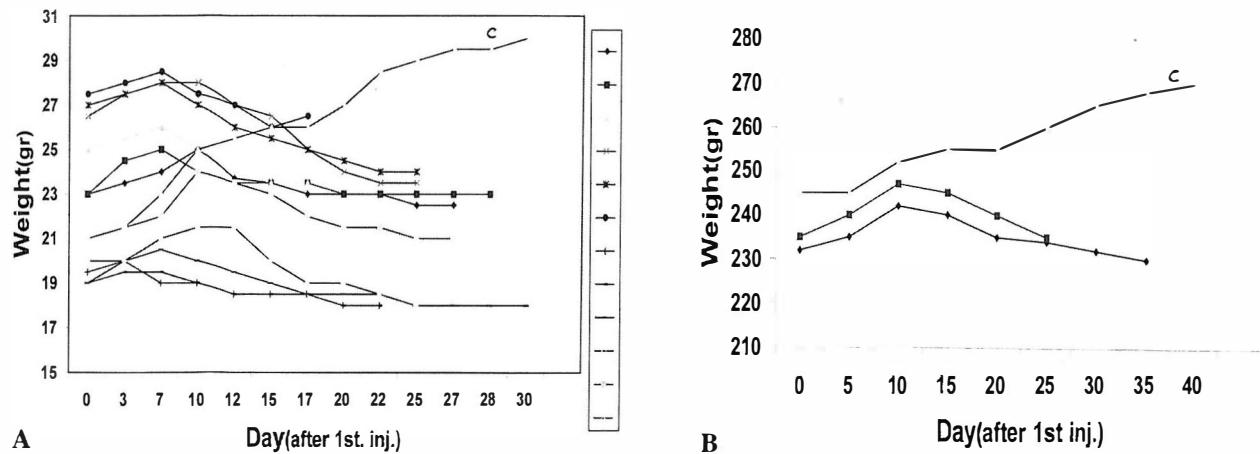 31
29
27
25
23
21
19
17
15
Weight(gr)
C
0 3 7 10 12 15 17 20 22 25 27 28 30
Day(after 1st. inj.)
A
280
270
260
250
240
230
220
210
Weight(gr)
C
0 5 10 15 20 25 30 35 40
Day(after 1st inj.)
B